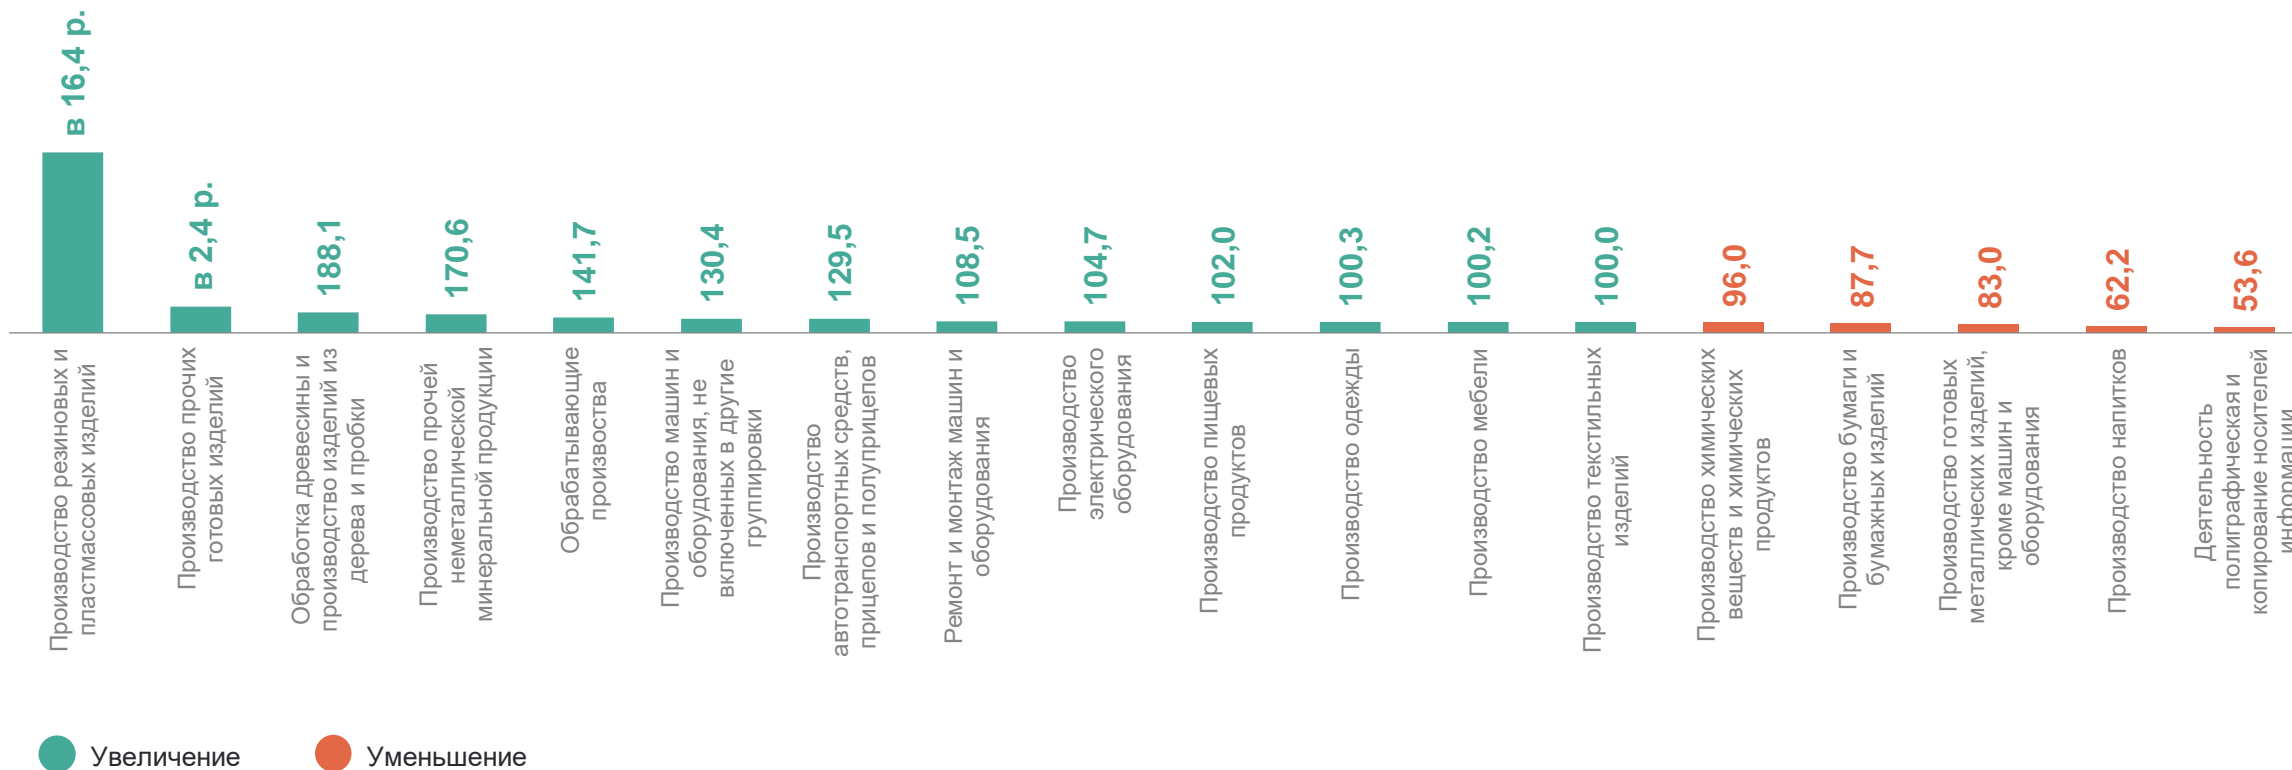 в 16,4 р.
в 2,4 р.
188,1
170,6
141,7
130,4
129,5
108,5
104,7
102,0
100,3
100,2
100,0
96,0
87,7
83,0
62,2
53,6
Производство резиновых и
пластмассовых изделий
Производство прочих
готовых изделий
Обработка древесины и
производство изделий из
дерева и пробки
Производство прочей
неметаллической
минеральной продукции
Обрабатывающие
произвоства
Производство машин и
оборудования, не
включенных в другие
группировки
Производство
автотранспортных средств,
прицепов и полуприцепов
Ремонт и монтаж машин и
оборудования
Производство
электрического
оборудования
Производство пищевых
продуктов
Производство одежды
Производство мебели
Производство текстильных
изделий
Производство химических
веществ и химических
продуктов
Производство бумаги и
бумажных изделий
Производство готовых
металлических изделий,
кроме машин и
оборудования
Производство напитков
Деятельность
полиграфическая и
копирование носителей
информации
Увеличение
Уменьшение